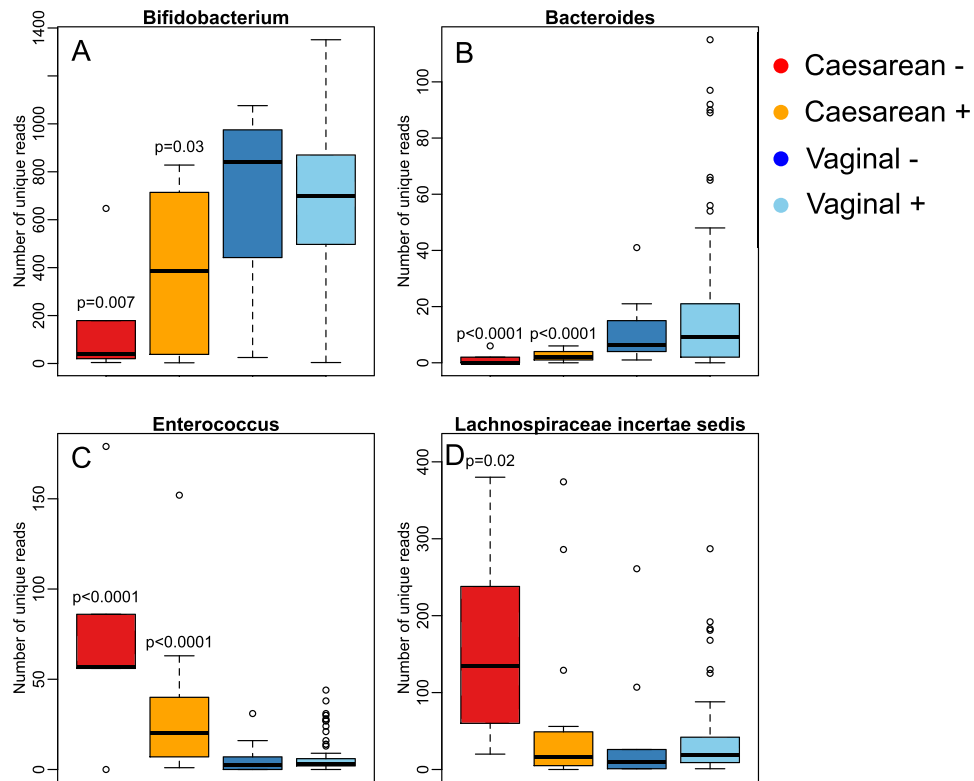 Bifidobacterium
A
Number of unique reads
1400
1000
800
600
400
200
0
p=0.007
p=0.03
Bacteroides
B
Number of unique reads
100
80
60
40
20
0
p<0.0001
p<0.0001
Caesarean -
Caesarean +
Vaginal -
Vaginal +
Enterococcus
C
Number of unique reads
150
100
50
0
p<0.0001
p<0.0001
Lachnospiraceae incertae sedis
D
Number of unique reads
400
300
200
100
0
p=0.02